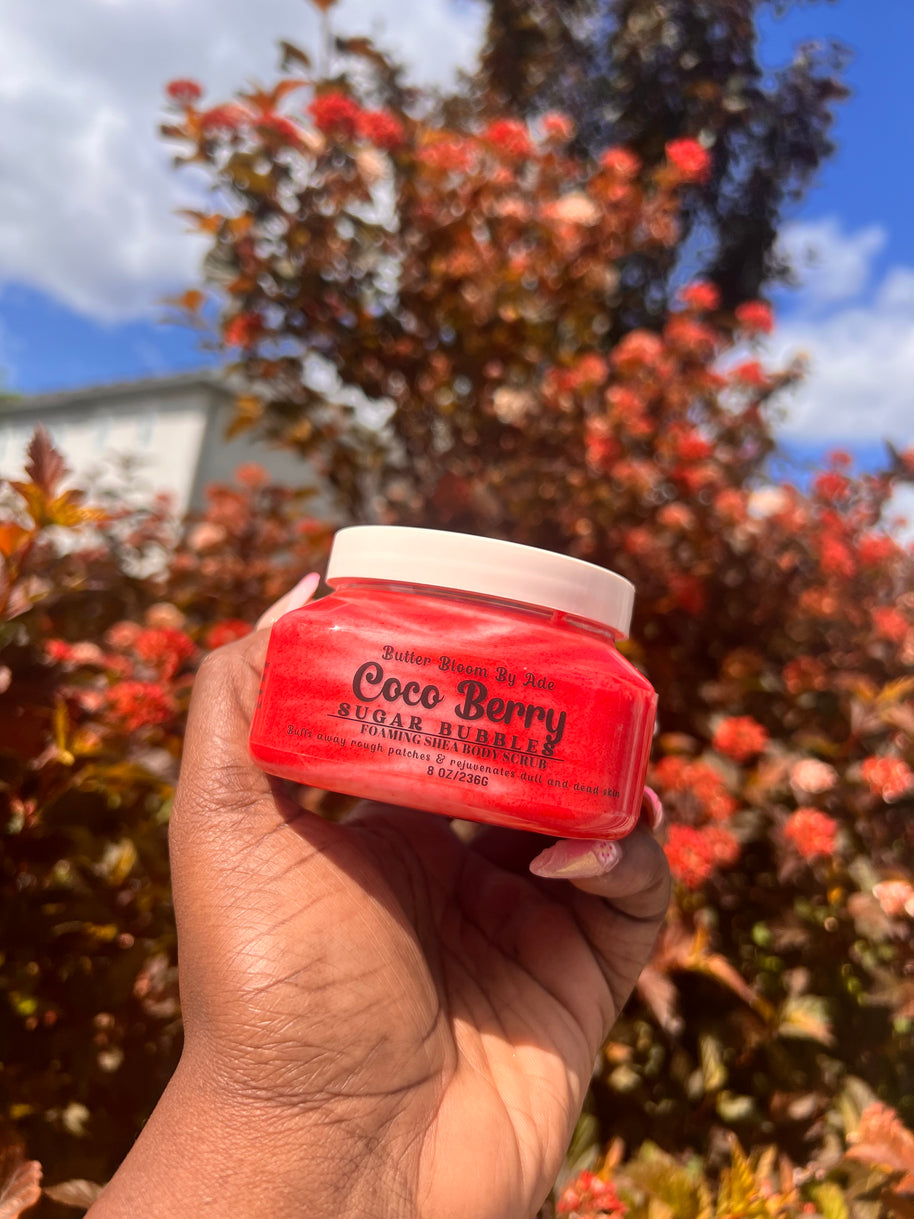 Butter Bloom By Ade
Coco Berry
SUGAR BUBBLES
FOAMING SHEA BODY SCRUB
Buffs away rough patches & rejuvenates dull and dead skin
8 OZ/236G